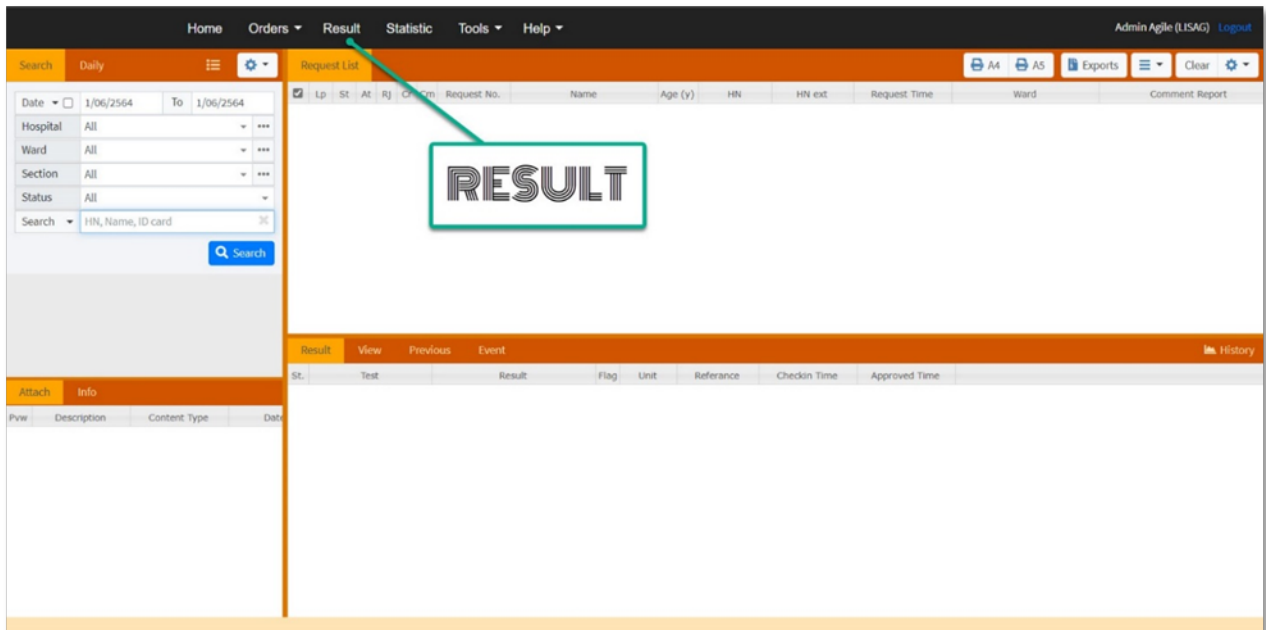 Home Orders Result Statistic Tools Help Admin Agile (LISAG) Logout
Search Daily
Request List A4 A5 Exports Clear
Date 1/06/2564 To 1/06/2564
Lp St At RJ Cm Request No. Name Age (y) HN HN ext Request Time Ward Comment Report
Hospital All
Ward All
Section All
Status All
Search HN, Name, ID card
Search
RESULT
Result View Previous Event History
St. Test Result Flag Unit Referance Checkin Time Approved Time
Attach Info
Pvw Description Content Type Date